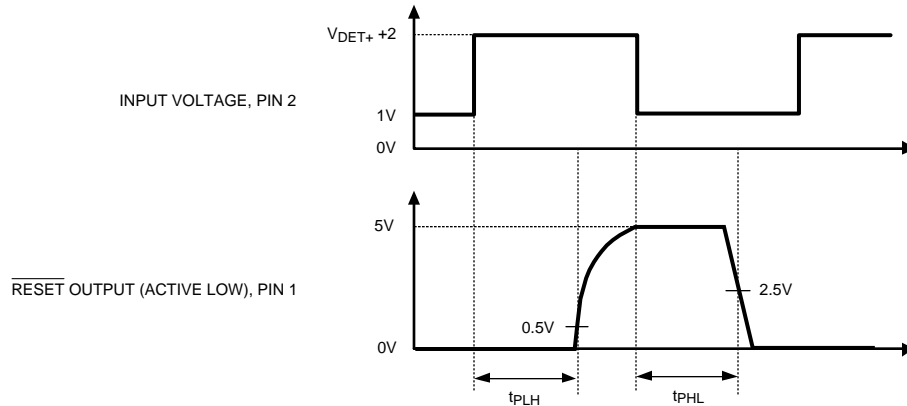 V_DET+ +2
INPUT VOLTAGE, PIN 2
1V
0V
5V
RESET OUTPUT (ACTIVE LOW), PIN 1
2.5V
0.5V
0V
tPLH
tPHL